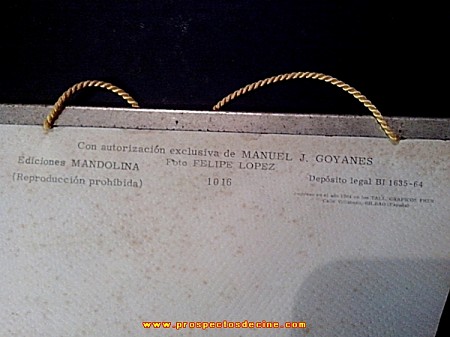 Con autorización exclusiva de MANUEL J. GOYANES
Ediciones MANDOLINA Foto FELIPE LOPEZ Depósito legal BI 1635-64
(Reproducción prohibida) 1016
www.prospectosdecine.com